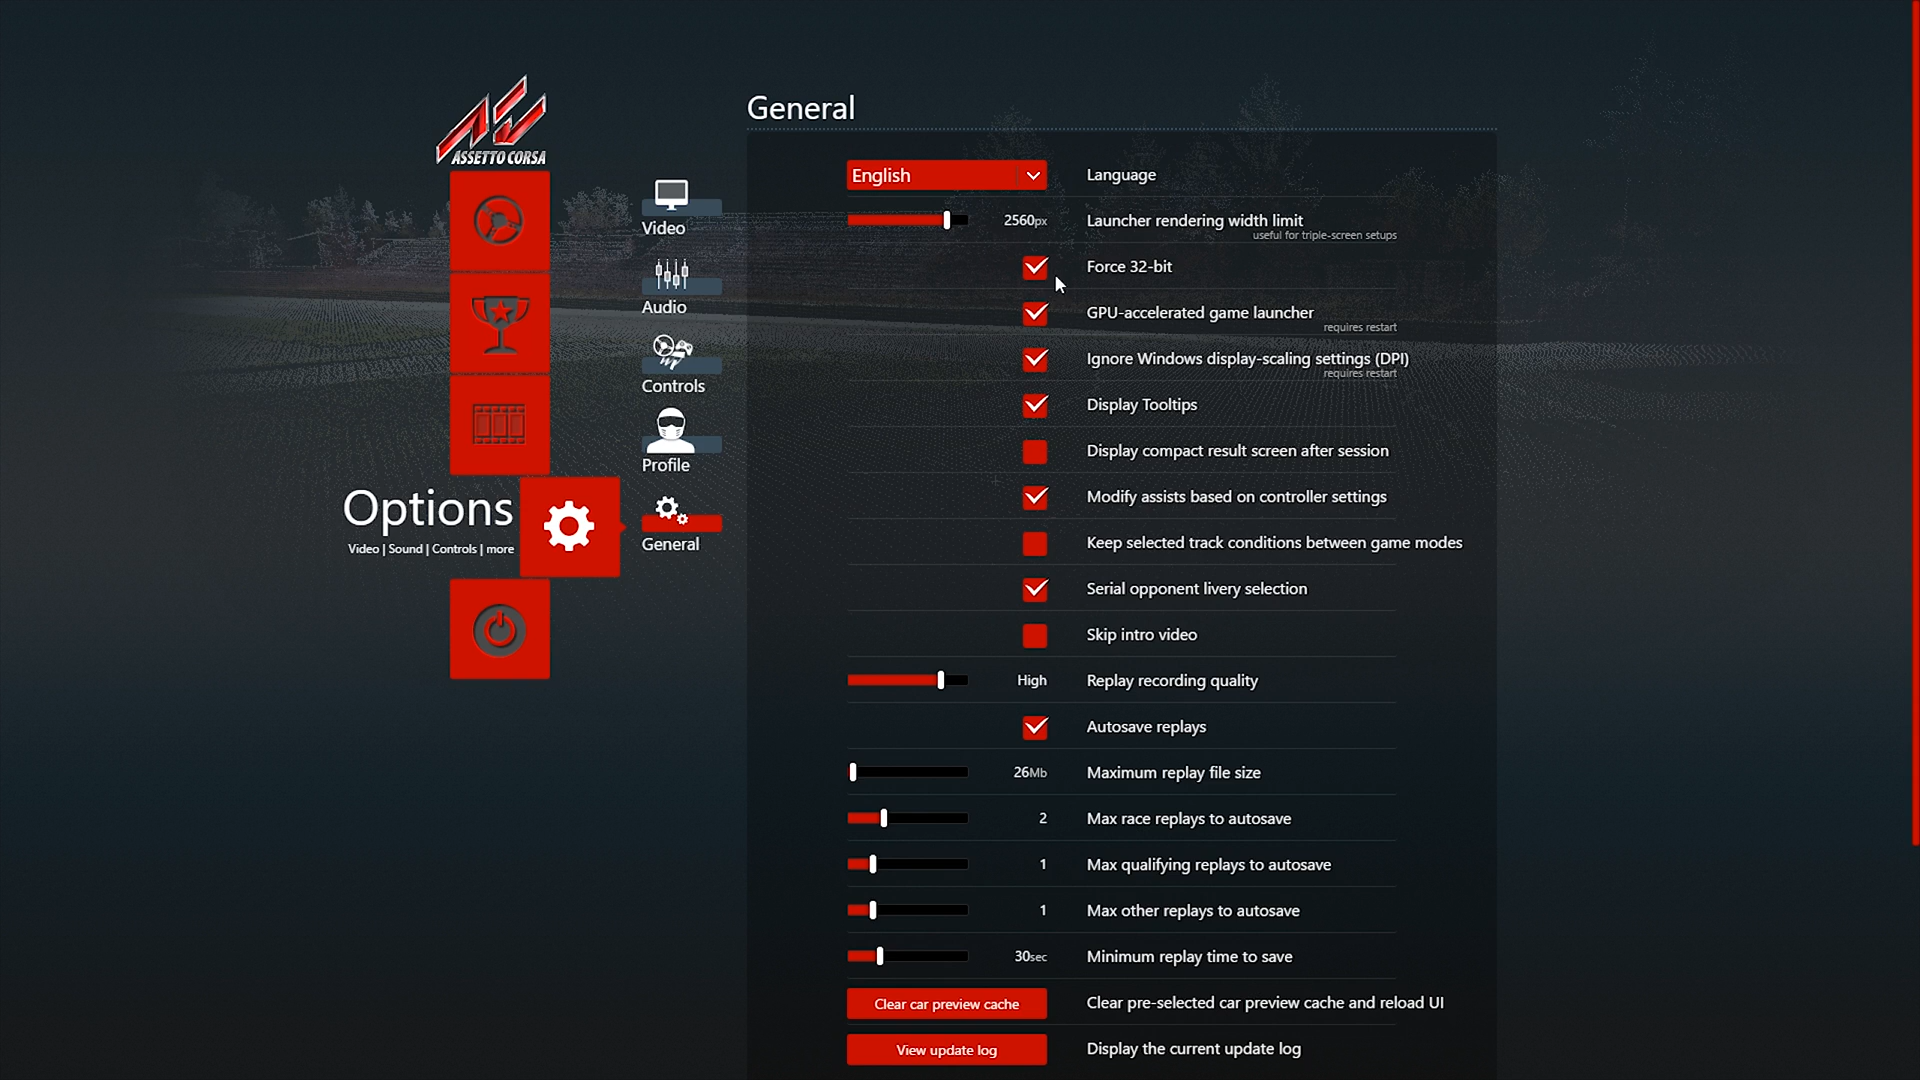 ASSETTO CORSA
General
English
Language
2560px
Launcher rendering width limit
useful for triple-screen setups
Force 32-bit
GPU-accelerated game launcher
requires restart
Ignore Windows display-scaling settings (DPI)
requires restart
Display Tooltips
Display compact result screen after session
Modify assists based on controller settings
Keep selected track conditions between game modes
Serial opponent livery selection
Skip intro video
High
Replay recording quality
Autosave replays
26Mb
Maximum replay file size
2
Max race replays to autosave
1
Max qualifying replays to autosave
1
Max other replays to autosave
30sec
Minimum replay time to save
Clear car preview cache
Clear pre-selected car preview cache and reload UI
View update log
Display the current update log
Video
Audio
Controls
Profile
General
Options
Video | Sound | Controls | more